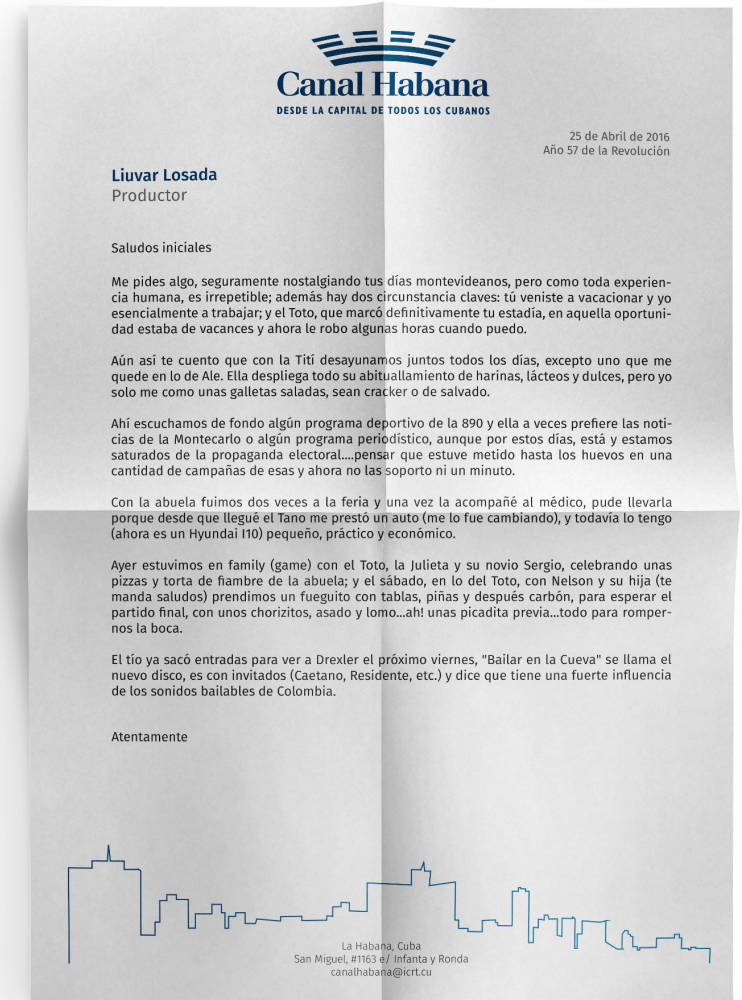 Canal Habana
DESDE LA CAPITAL DE TODOS LOS CUBANOS
25 de Abril de 2016
Año 57 de la Revolución
Liuvar Losada
Productor
Saludos iniciales
Me pides algo, seguramente nostalgiando tus días montevideanos, pero como toda experien-
cia humana, es irrepetible; además hay dos circunstancia claves: tú veniste a vacacionar y yo
esencialmente a trabajar; y el Toto, que marcó definitivamente tu estadía, en aquella oportuni-
dad estaba de vacances y ahora le robo algunas horas cuando puedo.
Aún así te cuento que con la Tití desayunamos juntos todos los días, excepto uno que me
quede en lo de Ale. Ella despliega todo su abituallamiento de harinas, lácteos y dulces, pero yo
solo me como unas galletas saladas, sean cracker o de salvado.
Ahí escuchamos de fondo algún programa deportivo de la 890 y ella a veces prefiere las noti-
cias de la Montecarlo o algún programa periodístico, aunque por estos días, está y estamos
saturados de la propaganda electoral....pensar que estuve metido hasta los huevos en una
cantidad de campañas de esas y ahora no las soporto ni un minuto.
Con la abuela fuimos dos veces a la feria y una vez la acompañé al médico, pude llevarla
porque desde que llegué el Tano me prestó un auto (me lo fue cambiando), y todavía lo tengo
(ahora es un Hyundai I10) pequeño, práctico y económico.
Ayer estuvimos en family (game) con el Toto, la Julieta y su novio Sergio, celebrando unas
pizzas y torta de fiambre de la abuela; y el sábado, en lo del Toto, con Nelson y su hija (te
manda saludos) prendimos un fueguito con tablas, piñas y después carbón, para esperar el
partido final, con unos chorizitos, asado y lomo...ah! unas picadita previa...todo para romper-
nos la boca.
El tío ya sacó entradas para ver a Drexler el próximo viernes, "Bailar en la Cueva" se llama el
nuevo disco, es con invitados (Caetano, Residente, etc.) y dice que tiene una fuerte influencia
de los sonidos bailables de Colombia.
Atentamente
La Habana, Cuba
San Miguel, #1163 e/ Infanta y Ronda
canalhabana@icrt.cu